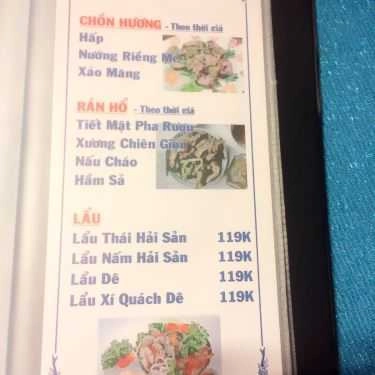 CHỒN HƯƠNG - Theo thời giá
Hấp
Nướng Riềng Mẻ
Xáo Măng
RẮN HỔ - Theo thời giá
Tiết Mật Pha Rượu
Xương Chiên Giòn
Nấu Cháo
Hầm Sả
LẨU
Lẩu Thái Hải Sản 119K
Lẩu Nấm Hải Sản 119K
Lẩu Dê 119K
Lẩu Xí Quách Dê 119K